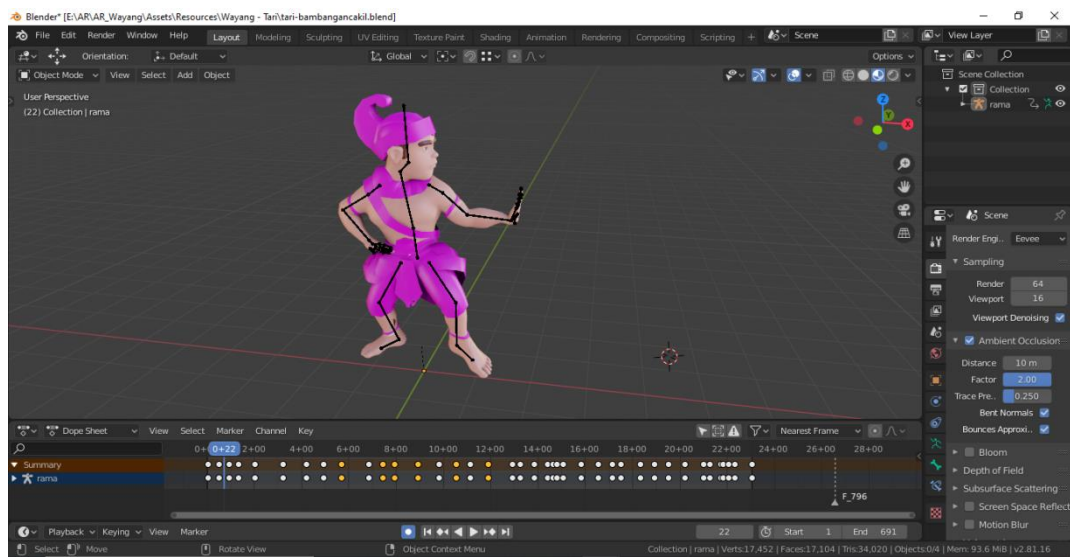 Blender* [E:\AR\AR_Wayang\Assets\Resources\Wayang - Tari\tari-bambangancakil.blend]
File Edit Render Window Help Layout Modeling Sculpting UV Editing Texture Paint Shading Animation Rendering Compositing Scripting + Scene View Layer
Orientation: Default Global Options
Object Mode View Select Add Object
User Perspective
(22) Collection | rama
Z
Y
X
Scene Collection
Collection
rama
Scene
Render Engi.. Eevee
Sampling
Render 64
Viewport 16
Viewport Denoising
Ambient Occlusion
Distance 10 m
Factor 2.00
Trace Pre.. 0.250
Bent Normals
Bounces Approxi..
Bloom
Depth of Field
Subsurface Scattering
Screen Space Reflect
Motion Blur
Dope Sheet View Select Marker Channel Key Nearest Frame
0+22 2+00 4+00 6+00 8+00 10+00 12+00 14+00 16+00 18+00 20+00 22+00 24+00 26+00 28+00
Summary
rama
F_796
Playback Keying View Marker 22 Start 1 End 691
Select Move Rotate View Object Context Menu Collection | rama | Verts:17,452 | Faces:17,104 | Tris:34,020 | Objects:0/4 | Mem: 93.6 MiB | v2.81.16